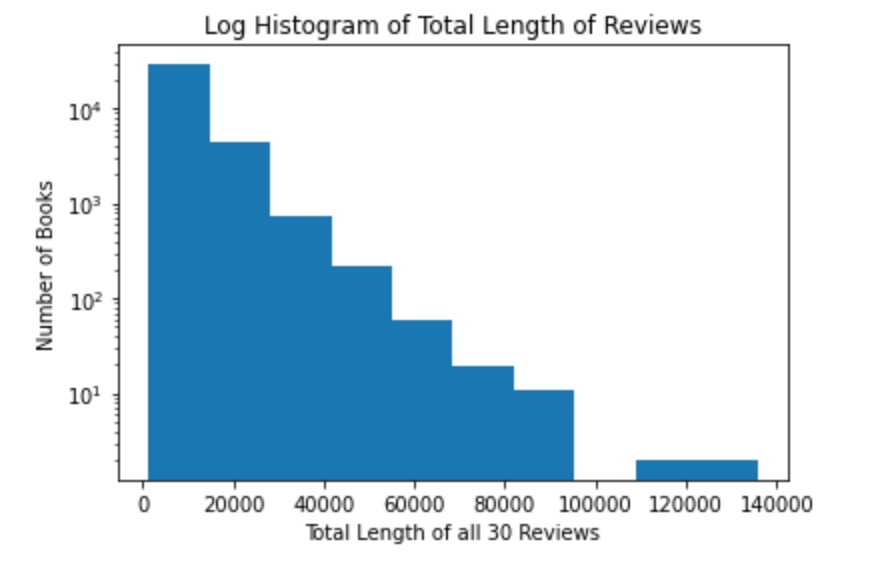 Log Histogram of Total Length of Reviews
Number of Books
10⁴
10³
10²
10¹
0 20000 40000 60000 80000 100000 120000 140000
Total Length of all 30 Reviews